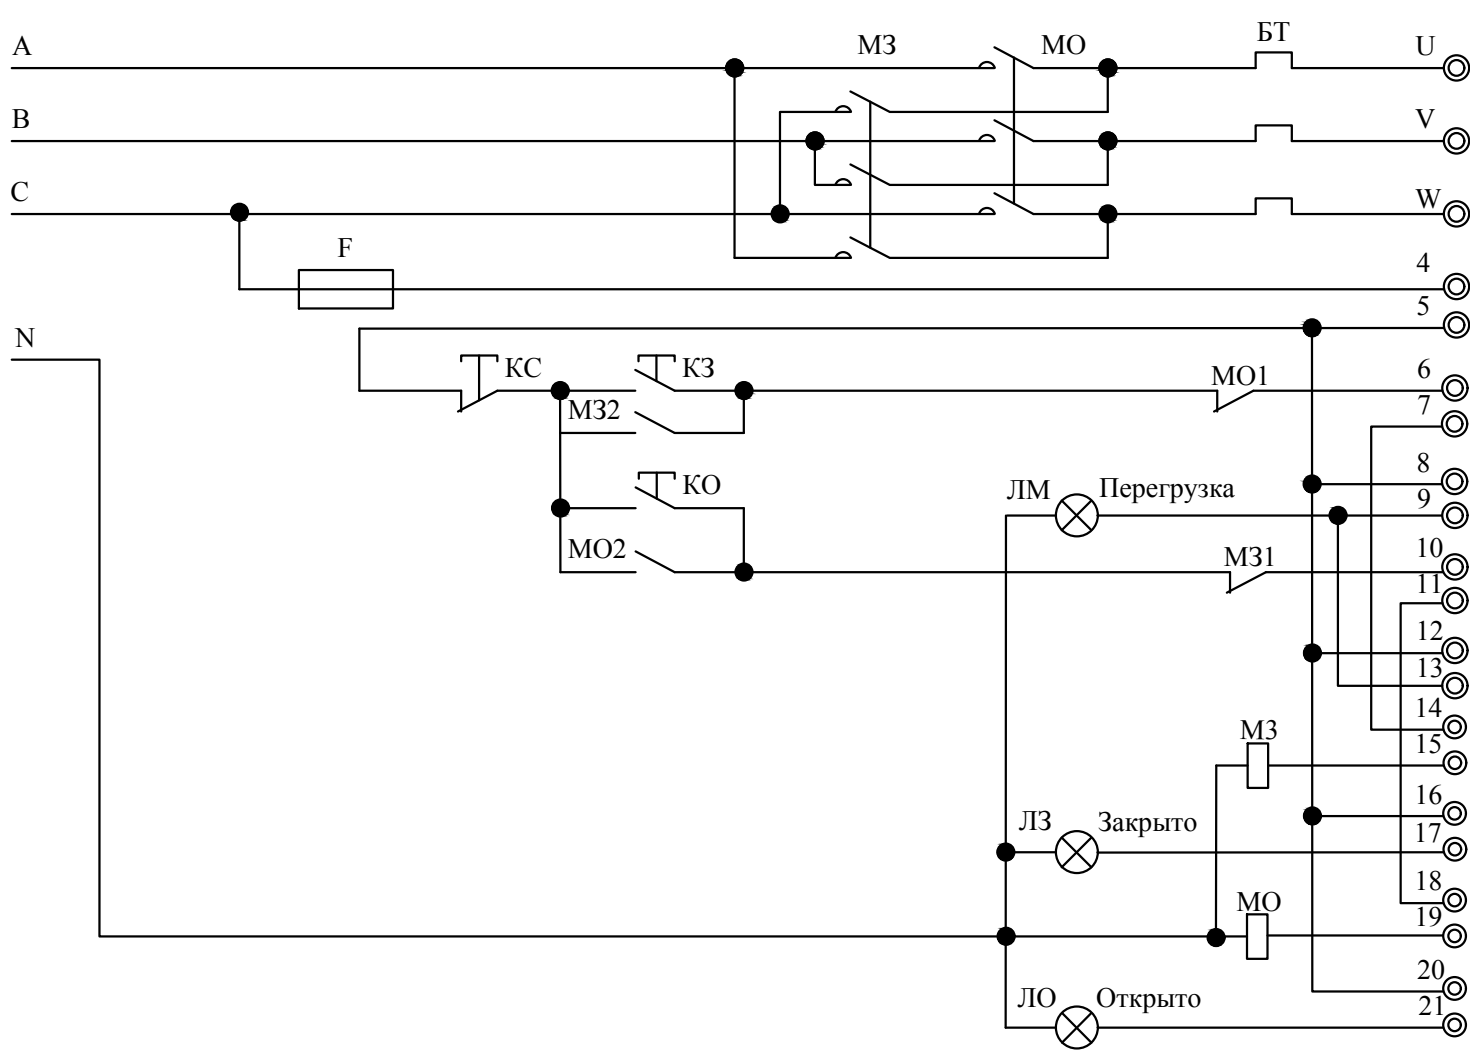 А
МЗ
МО
БТ
U
В
V
С
W
F
4
5
N
КС
КЗ
МО1
6
МЗ2
7
КО
8
ЛМ
Перегрузка
9
МО2
МЗ1
10
11
12
13
14
МЗ
15
16
ЛЗ
Закрыто
17
18
МО
19
20
ЛО
Открыто
21